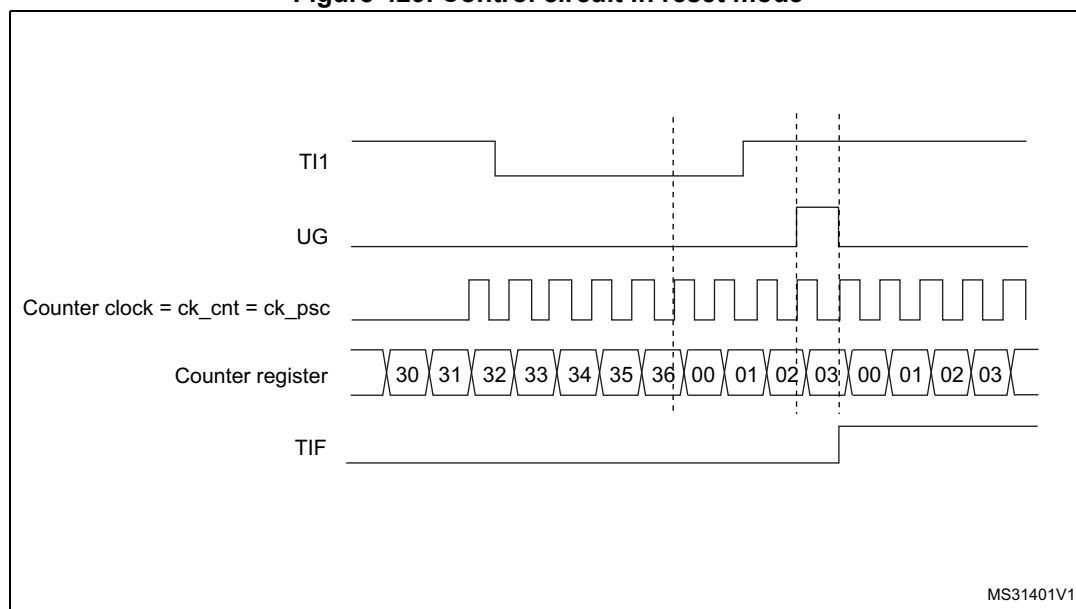 TI1
UG
Counter clock = ck_cnt = ck_psc
Counter register 30 31 32 33 34 35 36 00 01 02 03 00 01 02 03
TIF
MS31401V1